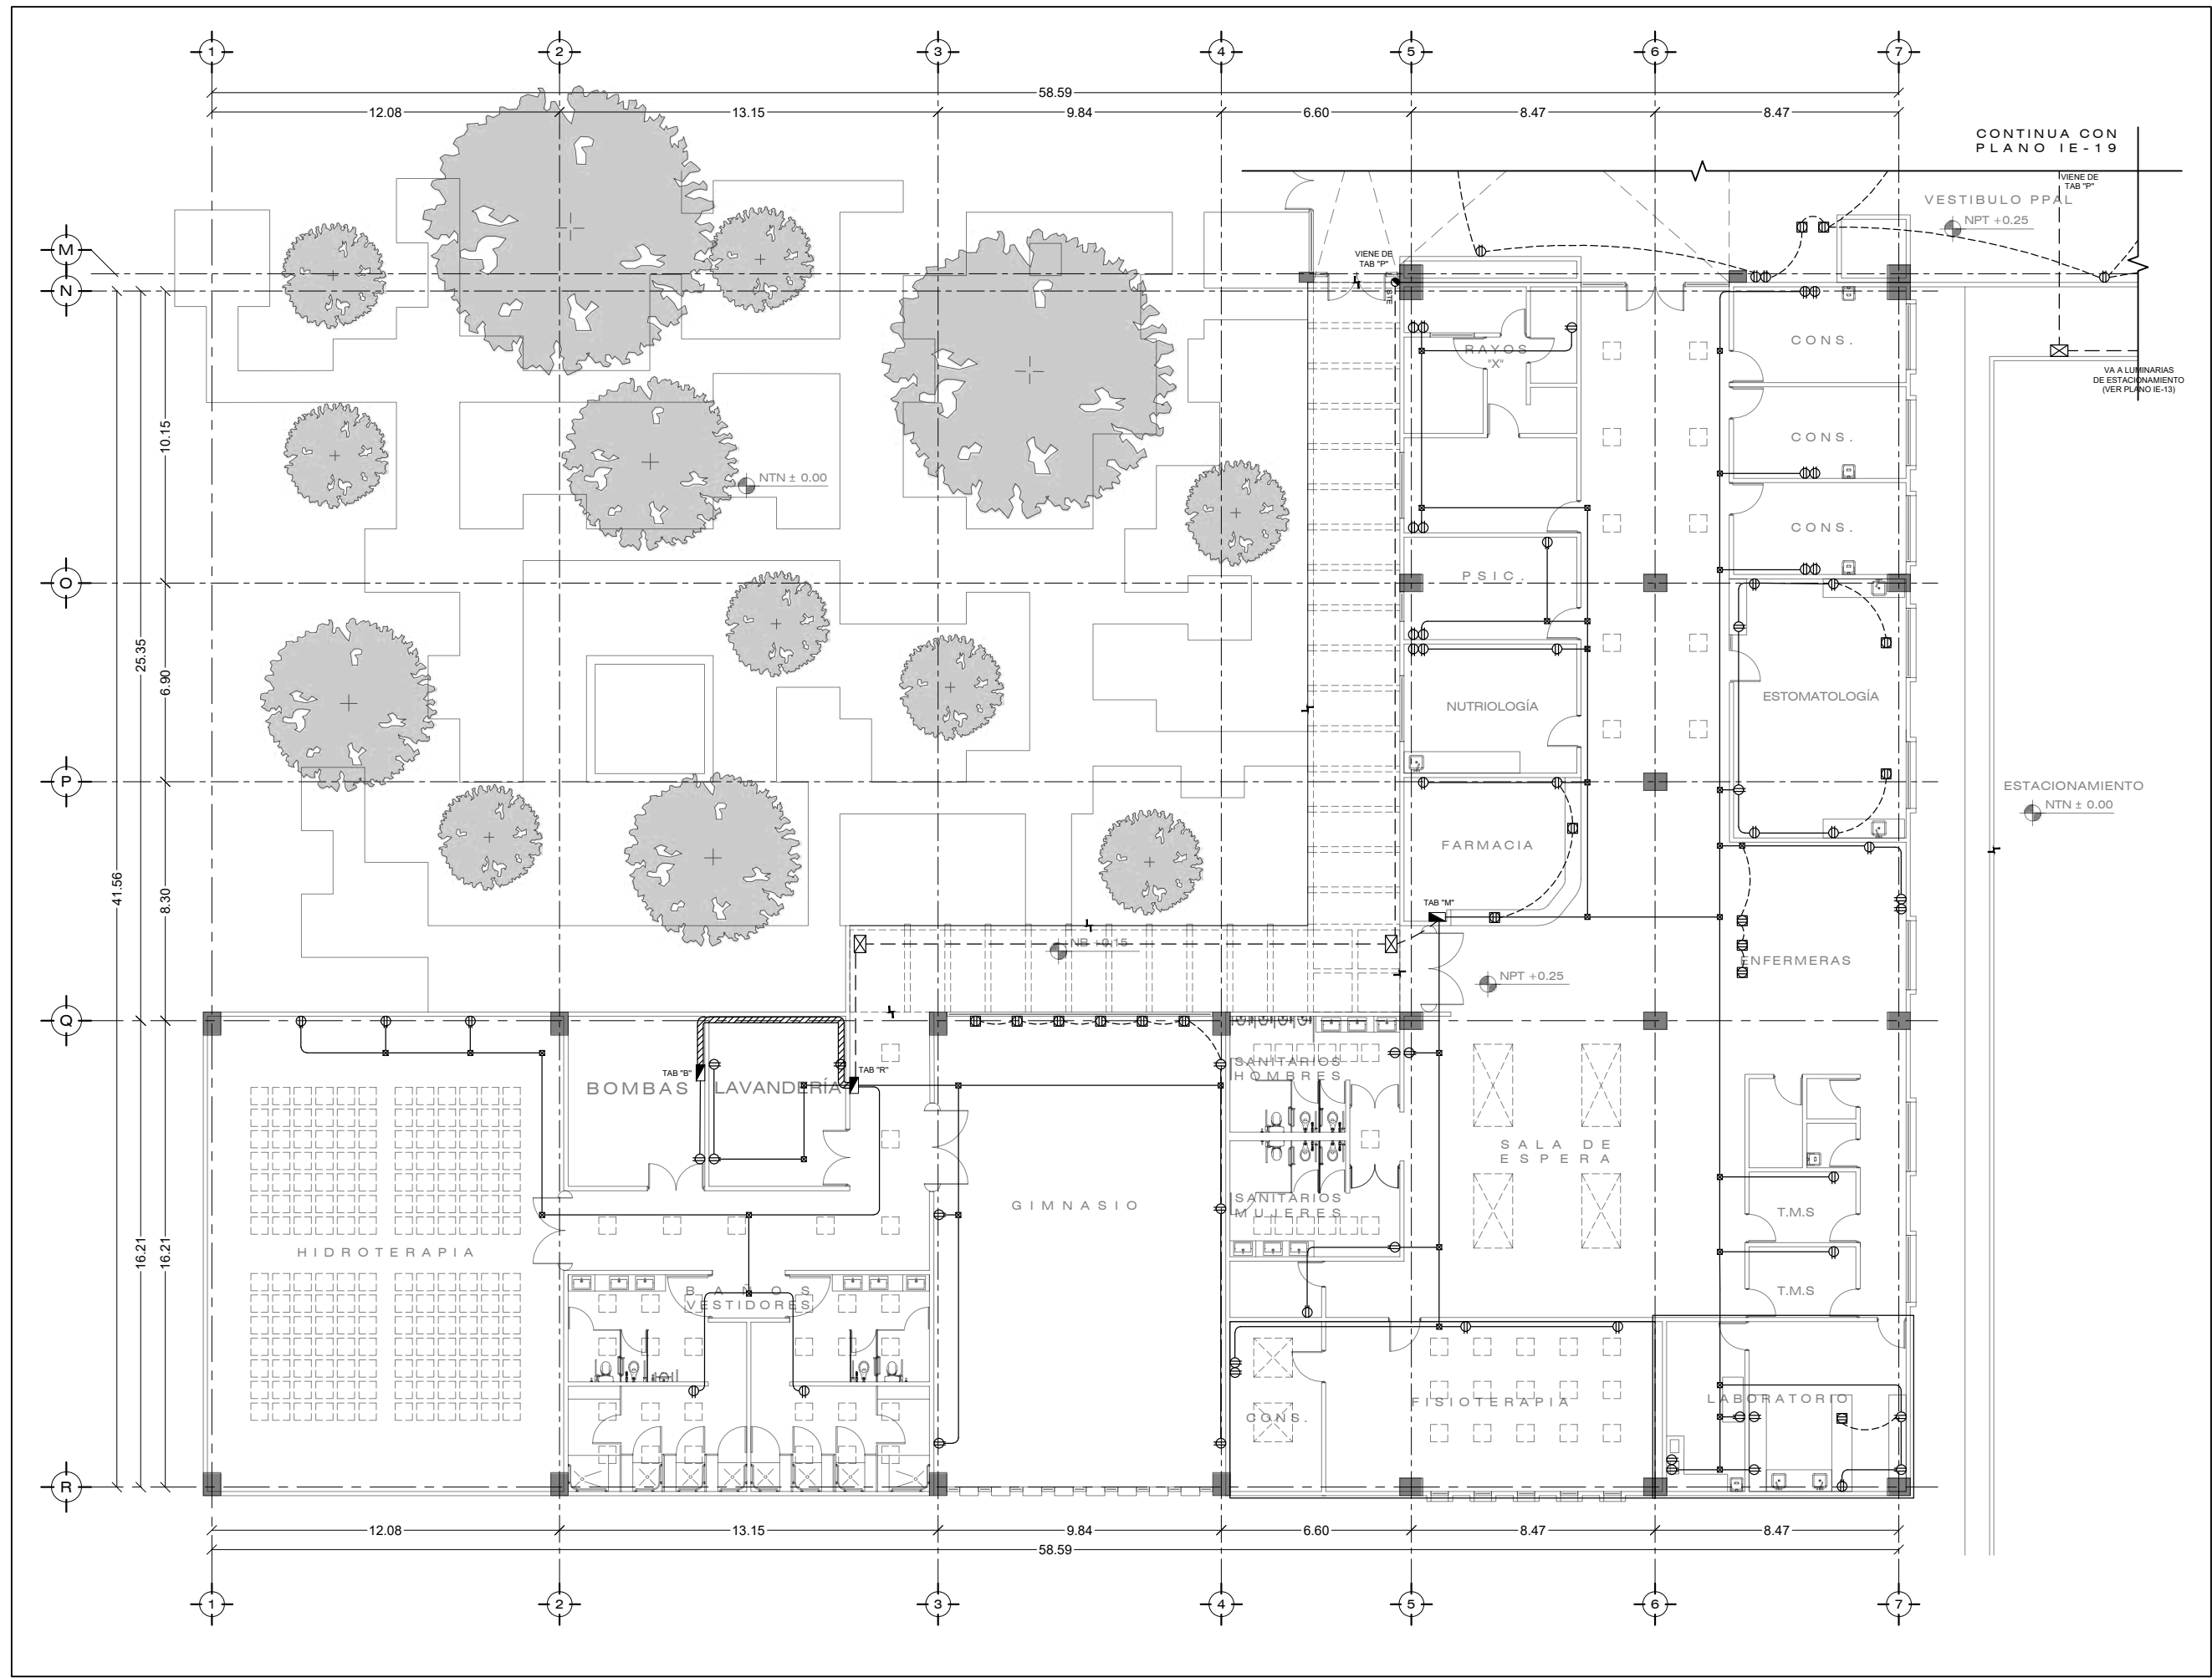 1 2 3 4 5 6 7
58.59
12.08 13.15 9.84 6.60 8.47 8.47
CONTINUA CON
PLANO IE-19
VIENE DE
TAB "P"
VESTIBULO PPAL
NPT +0.25
M
N
VIENE DE
TAB "P"
STE
CONS.
RAYOS
"X"
VA A LUMINARIAS
DE ESTACIONAMIENTO
(VER PLANO IE-13)
10.15
CONS.
NTN ± 0.00
CONS.
O
PSIC.
25.35
6.90
ESTOMATOLOGÍA
NUTRIOLOGÍA
P
ESTACIONAMIENTO
NTN ± 0.00
FARMACIA
41.56
8.30
TAB "M"
NB +0.15
ENFERMERAS
NPT +0.25
Q
TAB "B"
TAB "R"
BOMBAS
LAVANDERÍA
SANITARIOS
HOMBRES
SALA DE
ESPERA
SANITARIOS
MUJERES
GIMNASIO
T.M.S
HIDROTERAPIA
16.21
16.21
BAÑOS
VESTIDORES
T.M.S
LABORATORIO
FISIOTERAPIA
CONS.
R
12.08 13.15 9.84 6.60 8.47 8.47
58.59
1 2 3 4 5 6 7